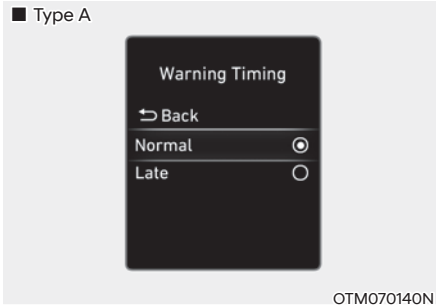 ■ Type A
Warning Timing
⮌ Back
Normal
Late
OTM070140N